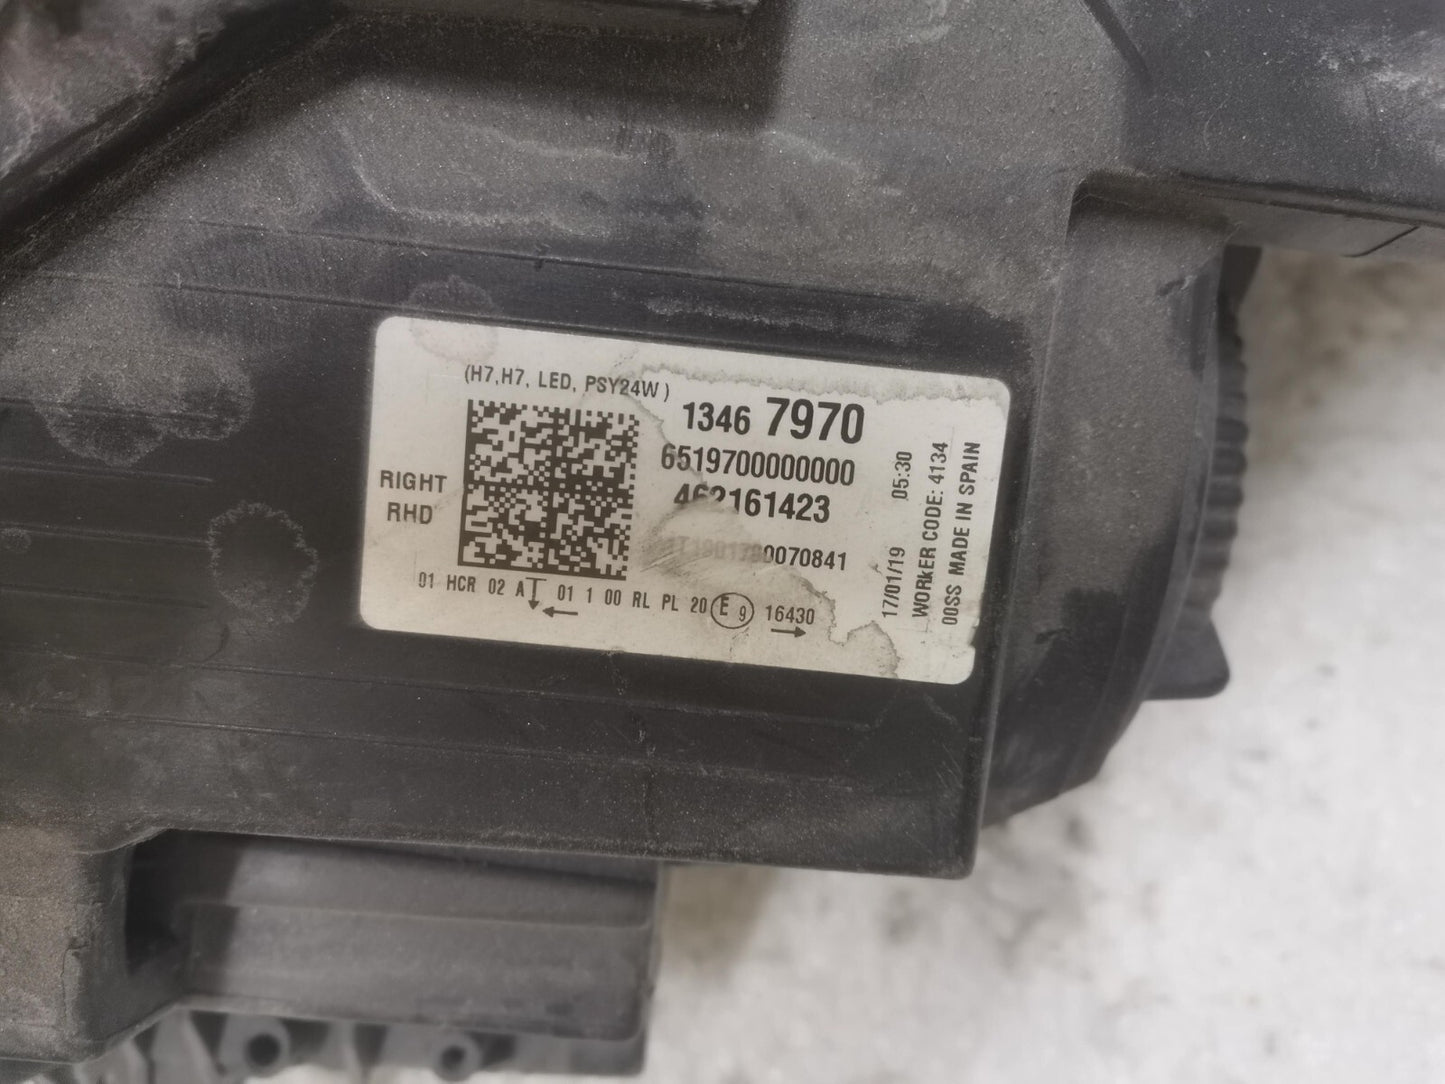 (H7,H7, LED, PSY24W)
1346 7970
6519700000000
462161423
0070841
RIGHT
RHD
01 HCR 02 A 01 1 00 RL PL 20 E 9 16430
17/01/19 05:30
WORKER CODE: 4134
00SS MADE IN SPAIN